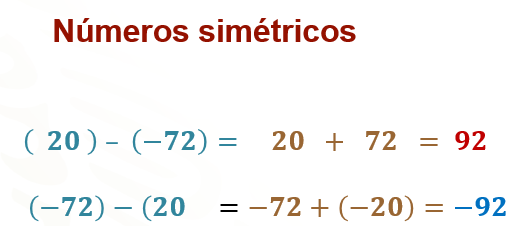 Números simétricos
( 20 ) – (−72) = 20 + 72 = 92
(−72) − (20 = −72 + (−20) = −92